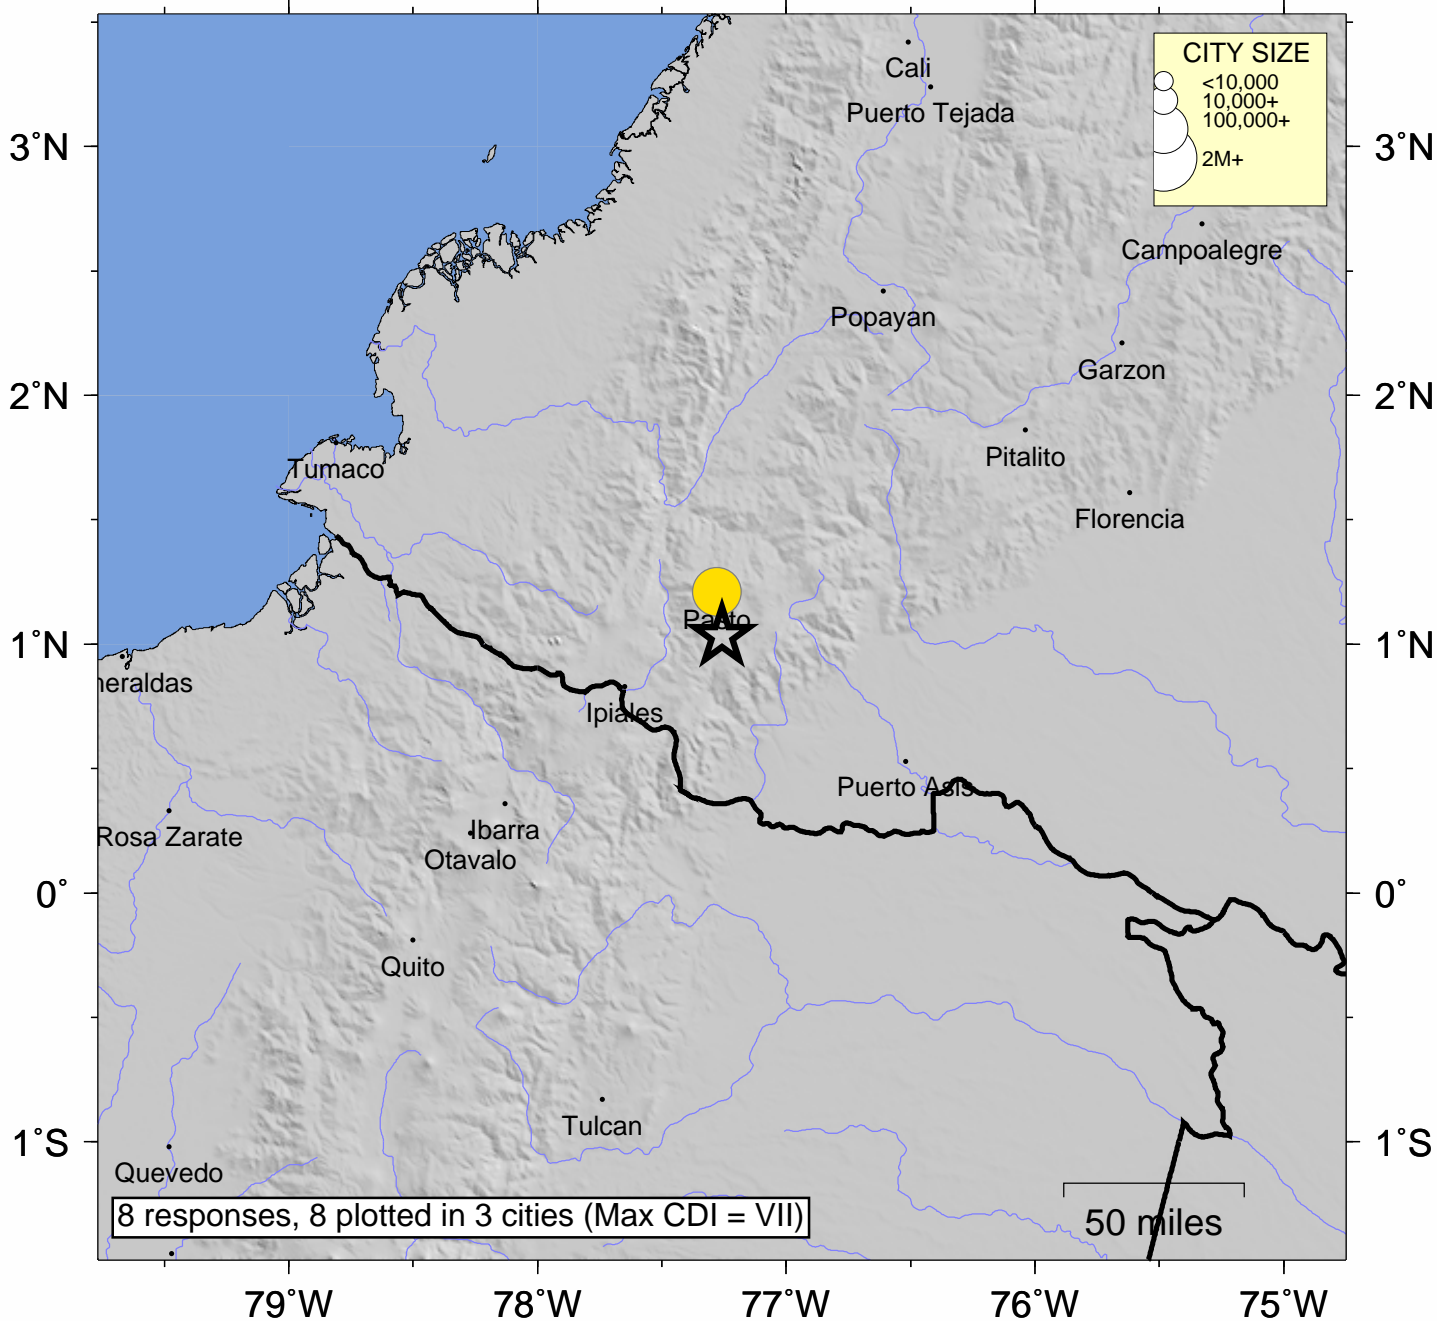 CITY SIZE
<10,000
10,000+
100,000+
2M+
Cali
Puerto Tejada
3˚N
3˚N
Campoalegre
Popayan
Garzon
2˚N
2˚N
Pitalito
Tumaco
Florencia
Pasto
1˚N
1˚N
neraldas
Ipiales
Puerto Asis
Ibarra
Rosa Zarate
Otavalo
0˚
0˚
Quito
Tulcan
1˚S
1˚S
Quevedo
8 responses, 8 plotted in 3 cities (Max CDI = VII)
50 miles
79˚W
78˚W
77˚W
76˚W
75˚W